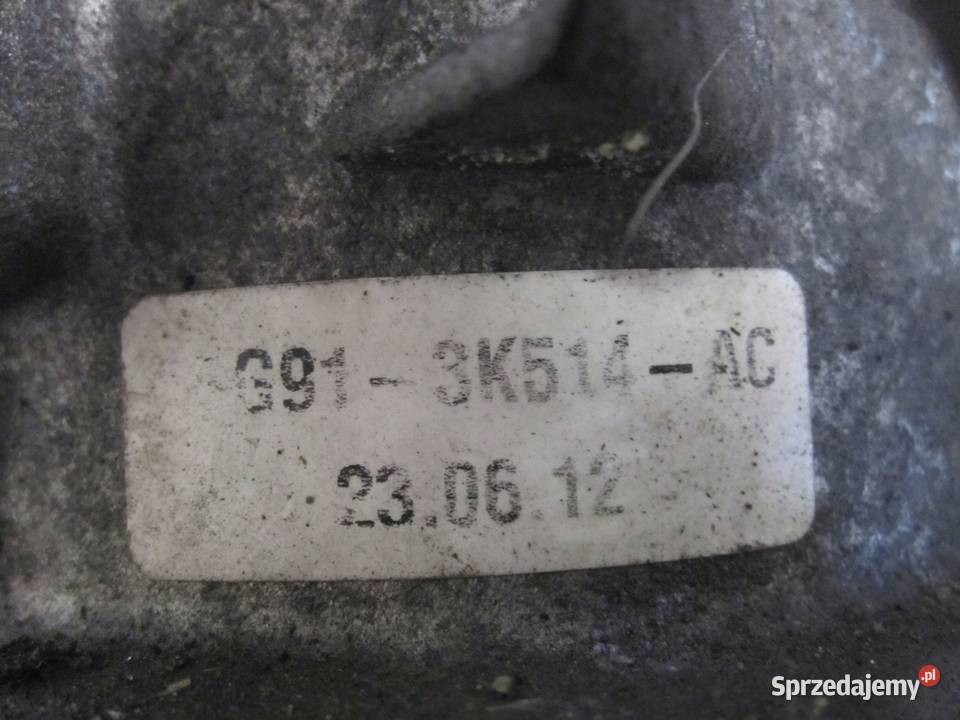 G91 - 3K514 - AC
23.06.12
Sprzedajemy.pl